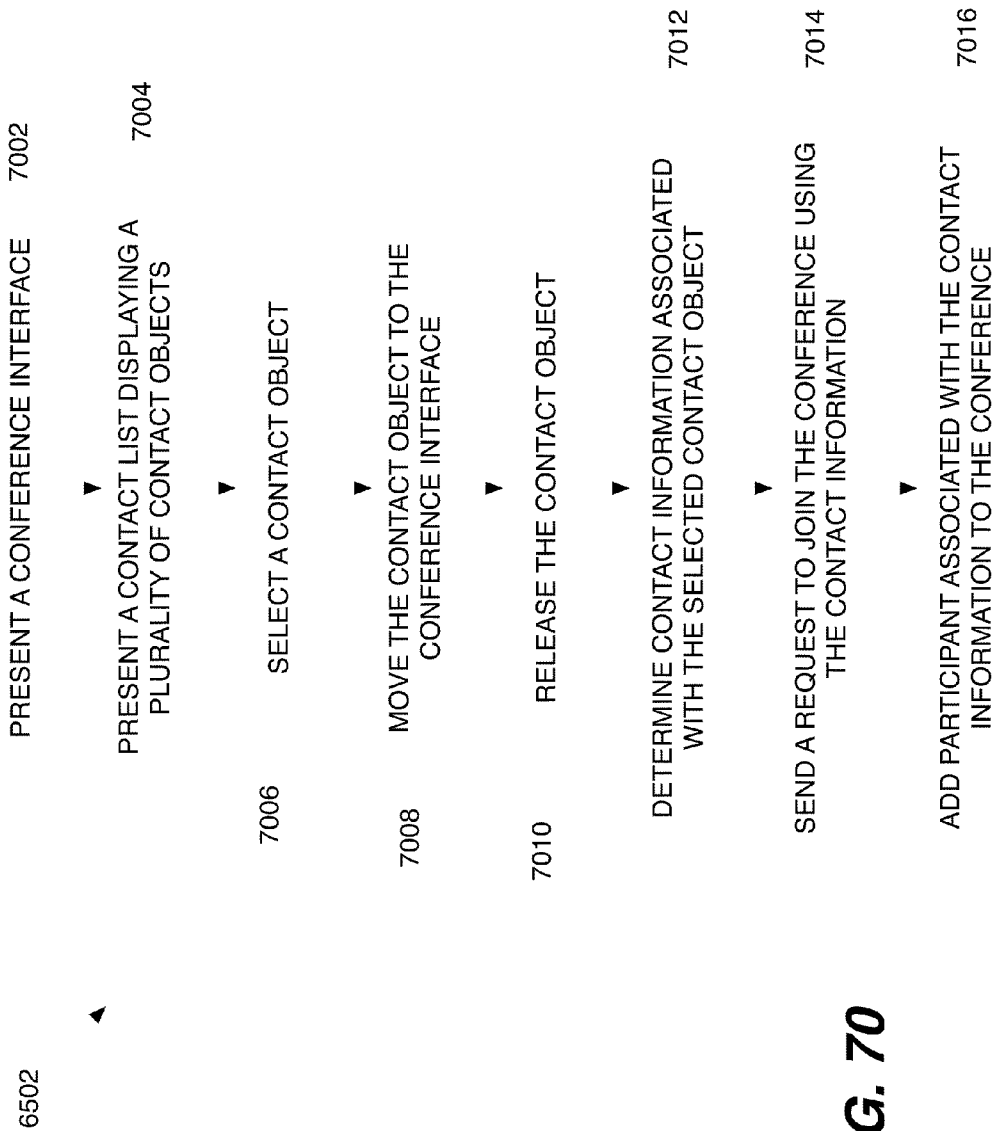 6502
PRESENT A CONFERENCE INTERFACE
7002
PRESENT A CONTACT LIST DISPLAYING A
PLURALITY OF CONTACT OBJECTS
7004
7006
SELECT A CONTACT OBJECT
7008
MOVE THE CONTACT OBJECT TO THE
CONFERENCE INTERFACE
7010
RELEASE THE CONTACT OBJECT
DETERMINE CONTACT INFORMATION ASSOCIATED
WITH THE SELECTED CONTACT OBJECT
7012
SEND A REQUEST TO JOIN THE CONFERENCE USING
THE CONTACT INFORMATION
7014
ADD PARTICIPANT ASSOCIATED WITH THE CONTACT
INFORMATION TO THE CONFERENCE
7016
G. 70